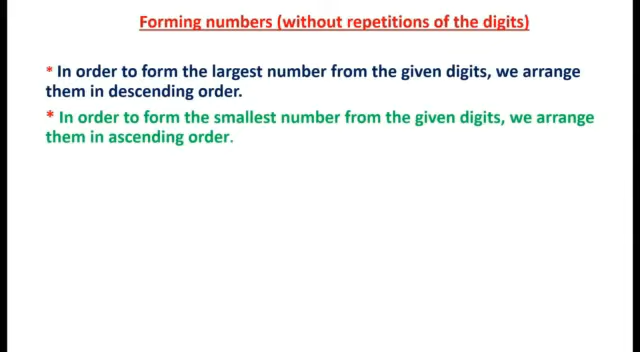 Forming numbers (without repetitions of the digits)
* In order to form the largest number from the given digits, we arrange
them in descending order.
* In order to form the smallest number from the given digits, we arrange
them in ascending order.